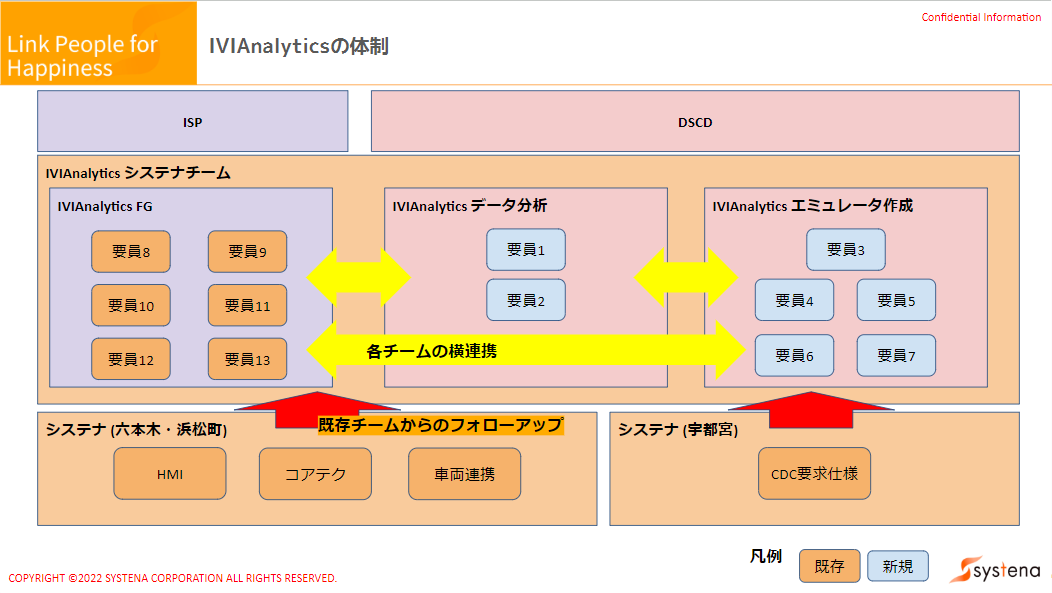 Confidential Information
Link People for
Happiness
IVIAnalyticsの体制
ISP
DSCD
IVIAnalytics システナチーム
IVIAnalytics FG
要員8
要員9
要員10
要員11
要員12
要員13
IVIAnalytics データ分析
要員1
要員2
IVIAnalytics エミュレータ作成
要員3
要員4
要員5
要員6
要員7
各チームの横連携
既存チームからのフォローアップ
システナ (六本木・浜松町)
HMI
コアテク
車両連携
システナ (宇都宮)
CDC要求仕様
凡例
既存
新規
systena
COPYRIGHT ©2022 SYSTENA CORPORATION ALL RIGHTS RESERVED.